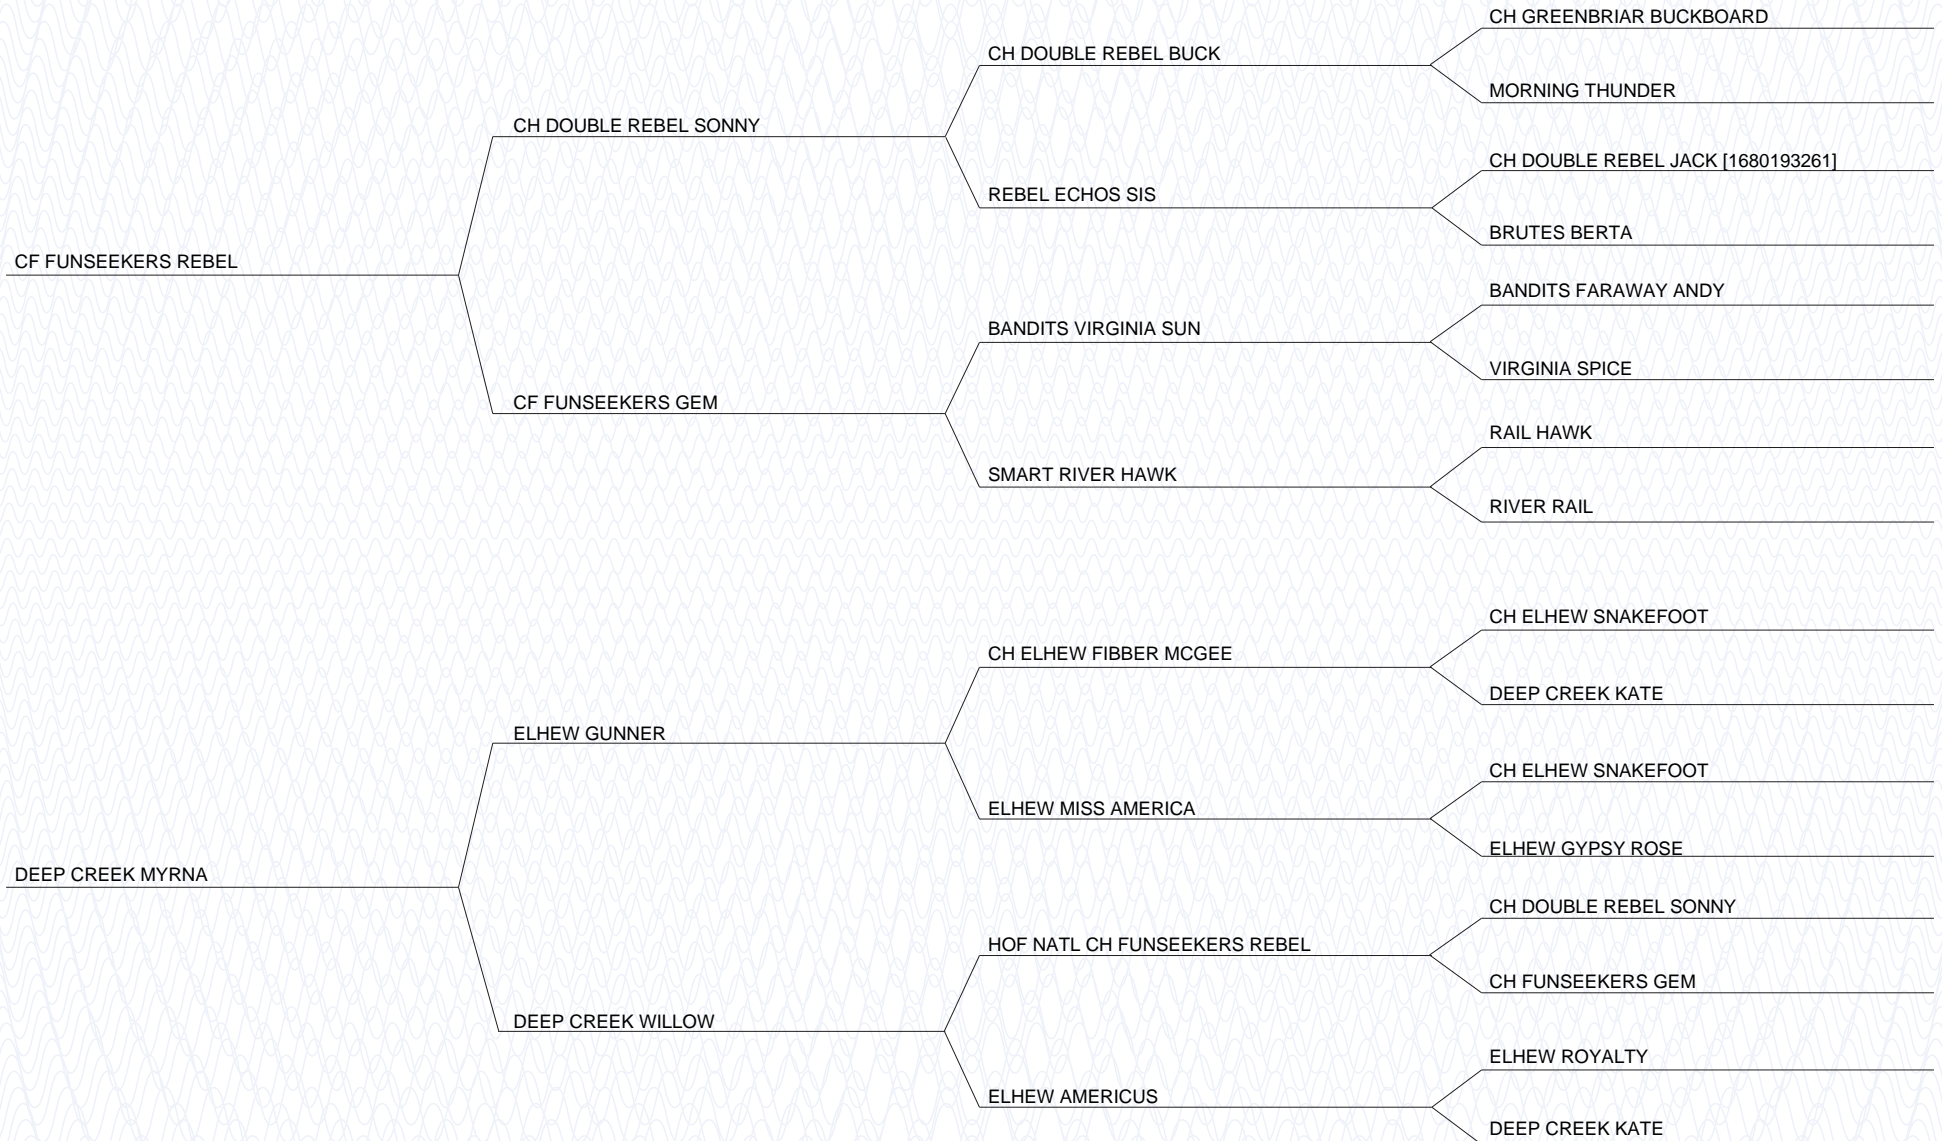 CH GREENBRIAR BUCKBOARD
CH DOUBLE REBEL BUCK
MORNING THUNDER
CH DOUBLE REBEL SONNY
CH DOUBLE REBEL JACK [1680193261]
REBEL ECHOS SIS
BRUTES BERTA
CF FUNSEEKERS REBEL
BANDITS FARAWAY ANDY
BANDITS VIRGINIA SUN
VIRGINIA SPICE
CF FUNSEEKERS GEM
RAIL HAWK
SMART RIVER HAWK
RIVER RAIL
CH ELHEW SNAKEFOOT
CH ELHEW FIBBER MCGEE
DEEP CREEK KATE
ELHEW GUNNER
CH ELHEW SNAKEFOOT
ELHEW MISS AMERICA
ELHEW GYPSY ROSE
DEEP CREEK MYRNA
CH DOUBLE REBEL SONNY
HOF NATL CH FUNSEEKERS REBEL
CH FUNSEEKERS GEM
DEEP CREEK WILLOW
ELHEW ROYALTY
ELHEW AMERICUS
DEEP CREEK KATE